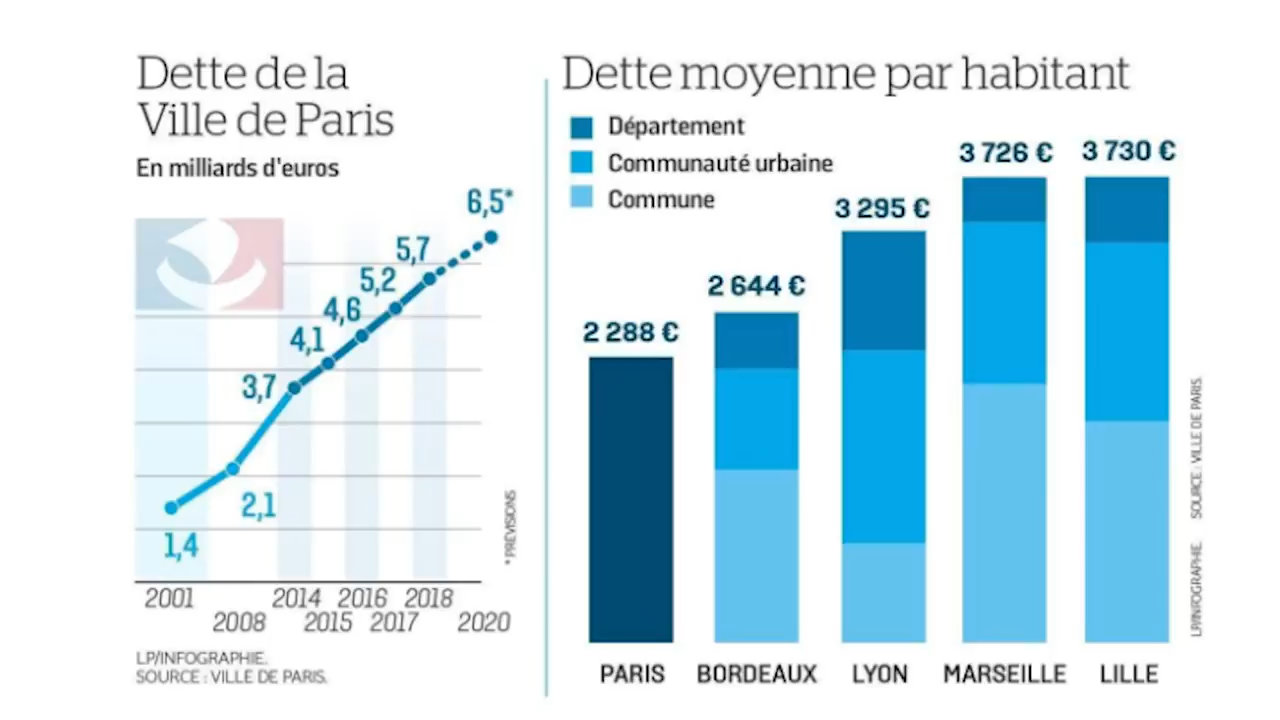 Dette de la
Ville de Paris
En milliards d'euros
6,5*
5,7
5,2
4,6
4,1
3,7
2,1
1,4
* PRÉVISIONS
2001
2008
2014
2015
2016
2017
2018
2020
LP/INFOGRAPHIE.
SOURCE : VILLE DE PARIS.
Dette moyenne par habitant
Département
Communauté urbaine
Commune
2 288 €
2 644 €
3 295 €
3 726 €
3 730 €
PARIS
BORDEAUX
LYON
MARSEILLE
LILLE
LP/INFOGRAPHIE. SOURCE : VILLE DE PARIS.